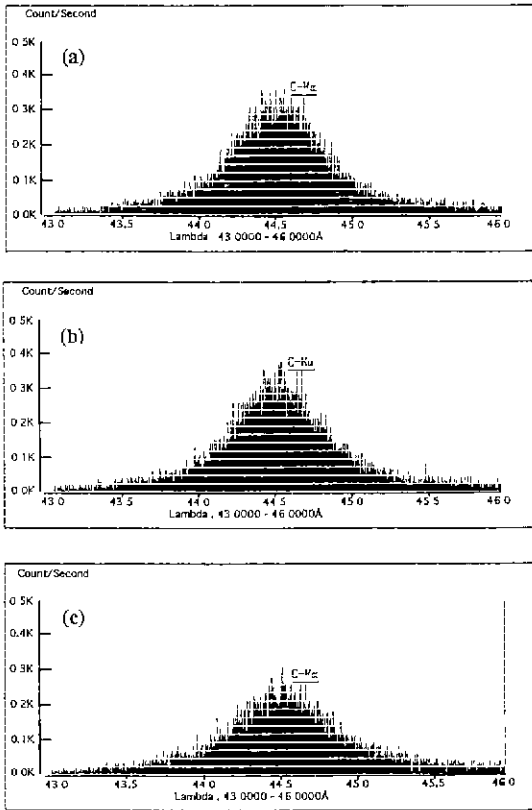 Count/Second
0 5K
(a)
0.4K
C-Kα
0.3K
0.2K
0.1K
0 0K
43 0 43.5 44.0 44.5 45.0 45.5 46.0
Lambda , 43 0000 - 46 0000Å
Count/Second
0 5K
(b)
0 4K
C-Kα
0.3K
0 2K
0.1K
0 0K
43.0 43 5 44.0 44.5 45.0 45.5 46 0
Lambda , 43.0000 - 46 0000Å
Count/Second
0 5K
(c)
0.4K
0.3K
C-Kα
0 2K
0.1K
0 0K
43 0 43 5 44 0 44.5 45.0 45.5 46.0
Lambda , 43.0000 - 46.0000Å